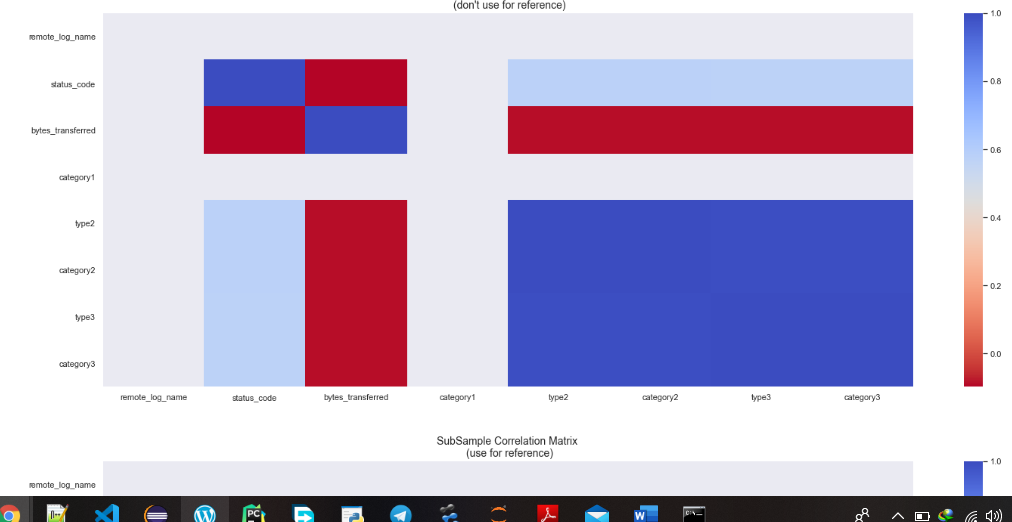 (don't use for reference)
1.0
remote_log_name
status_code
0.8
bytes_transferred
0.6
category1
type2
0.4
category2
0.2
type3
0.0
category3
remote_log_name status_code bytes_transferred category1 type2 category2 type3 category3
SubSample Correlation Matrix
(use for reference)
1.0
remote_log_name
PC
W